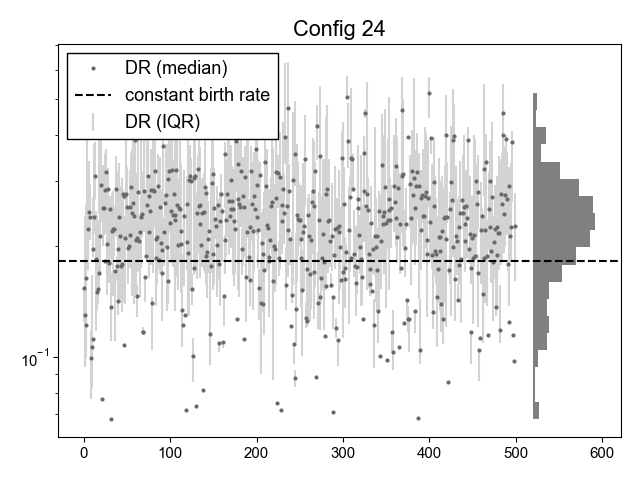 Config 24
DR (median)
constant birth rate
DR (IQR)
10⁻¹
0 100 200 300 400 500 600